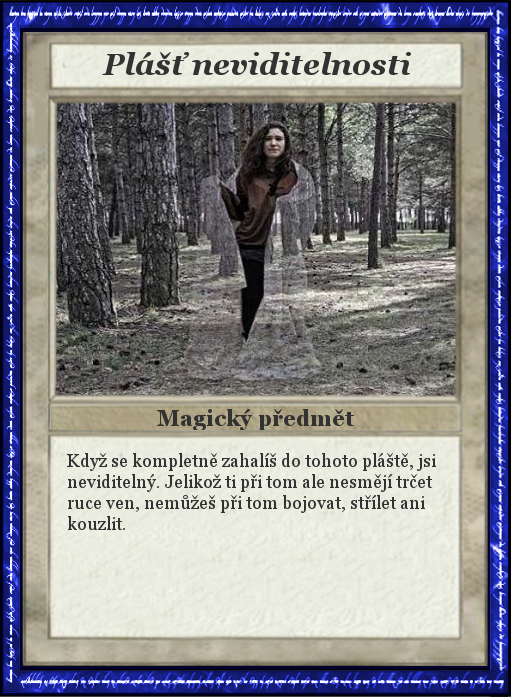 Plášť neviditelnosti
Magický předmět
Když se kompletně zahalíš do tohoto pláště, jsi
neviditelný. Jelikož ti při tom ale nesmějí trčet
ruce ven, nemůžeš při tom bojovat, střílet ani
kouzlit.